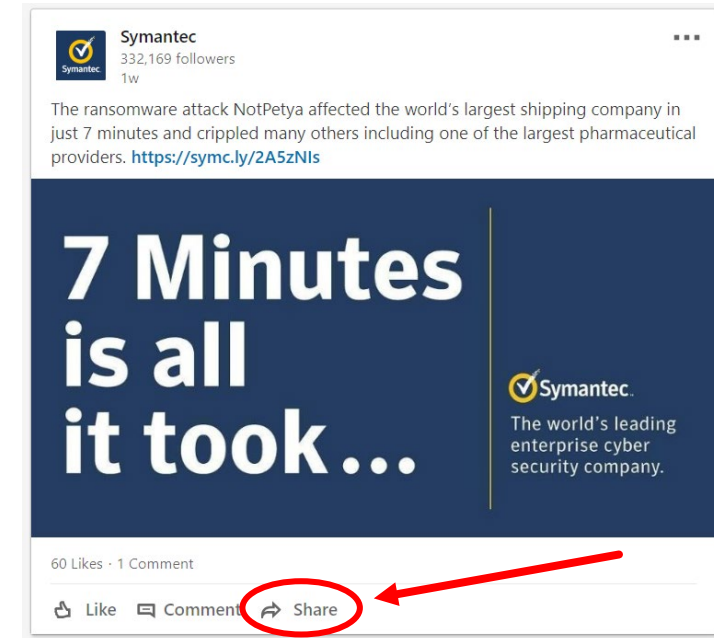 Symantec
332,169 followers
1w
Symantec
The ransomware attack NotPetya affected the world's largest shipping company in
just 7 minutes and crippled many others including one of the largest pharmaceutical
providers. https://symc.ly/2A5zNIs
7 Minutes
is all
it took...
Symantec™
The world's leading
enterprise cyber
security company.
60 Likes · 1 Comment
Like Comment Share